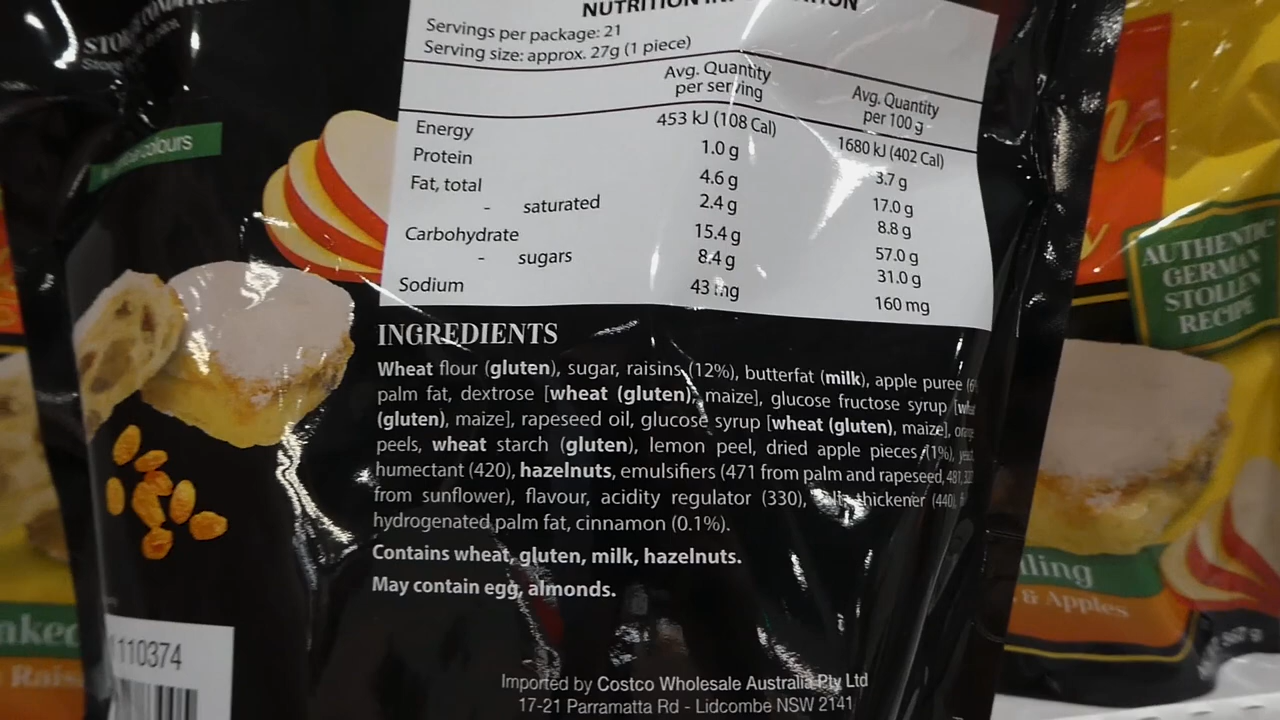 NUTRITION
Servings per package: 21
Serving size: approx. 27g (1 piece)
Avg. Quantity per serving
Avg. Quantity per 100 g
Energy 453 kJ (108 Cal) 1680 kJ (402 Cal)
Protein 1.0 g 3.7 g
Fat, total 4.6 g 17.0 g
- saturated 2.4 g 8.8 g
Carbohydrate 15.4 g 57.0 g
- sugars 8.4 g 31.0 g
Sodium 43 mg 160 mg
INGREDIENTS
Wheat flour (gluten), sugar, raisins (12%), butterfat (milk), apple puree
palm fat, dextrose [wheat (gluten), maize], glucose fructose syrup
(gluten), maize], rapeseed oil, glucose syrup [wheat (gluten), maize],
peels, wheat starch (gluten), lemon peel, dried apple pieces (1%),
humectant (420), hazelnuts, emulsifiers (471 from palm and rapeseed, 481,
from sunflower), flavour, acidity regulator (330), thickener (440),
hydrogenated palm fat, cinnamon (0.1%).
Contains wheat, gluten, milk, hazelnuts.
May contain egg, almonds.
110374
Imported by Costco Wholesale Australia Pty Ltd
17-21 Parramatta Rd - Lidcombe NSW 2141
colours
AUTHENTIC
GERMAN
STOLLEN
RECIPE
& Apples